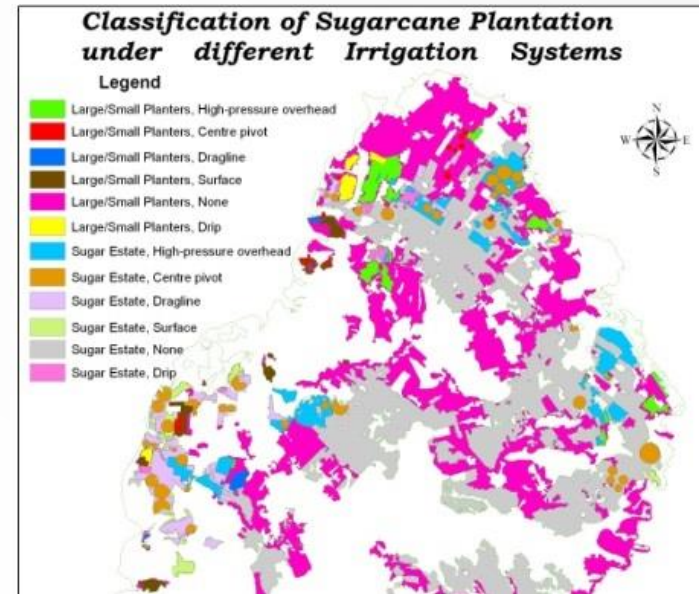 Classification of Sugarcane Plantation
under different Irrigation Systems
Legend
Large/Small Planters, High-pressure overhead
Large/Small Planters, Centre pivot
Large/Small Planters, Dragline
Large/Small Planters, Surface
Large/Small Planters, None
Large/Small Planters, Drip
Sugar Estate, High-pressure overhead
Sugar Estate, Centre pivot
Sugar Estate, Dragline
Sugar Estate, Surface
Sugar Estate, None
Sugar Estate, Drip
N
W E
S